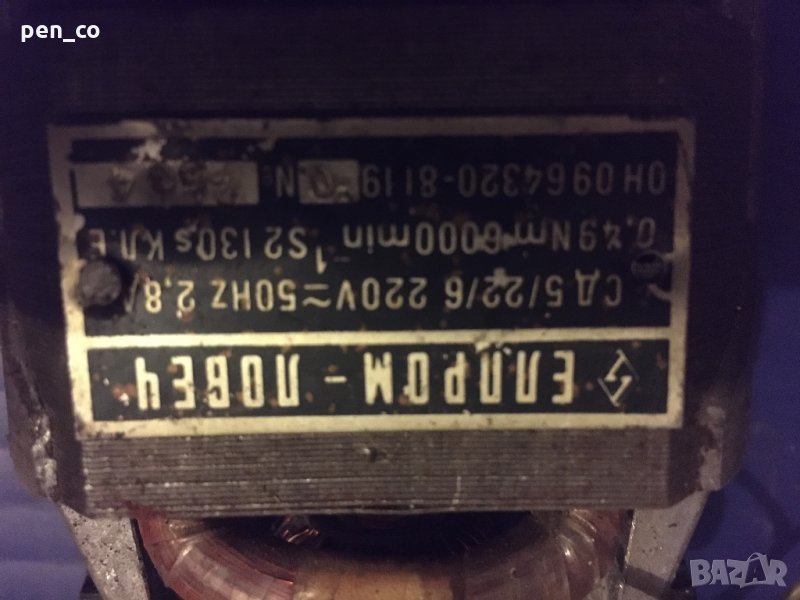 pen_co
ЕЛПРОМ - ЛОВЕЧ
СД 5/22/6 220V ≂ 50HZ 2,8
0,49Nm 6000min⁻¹ S2 130s КЛ.Е
ОН 0964320-81 19
BAZAR